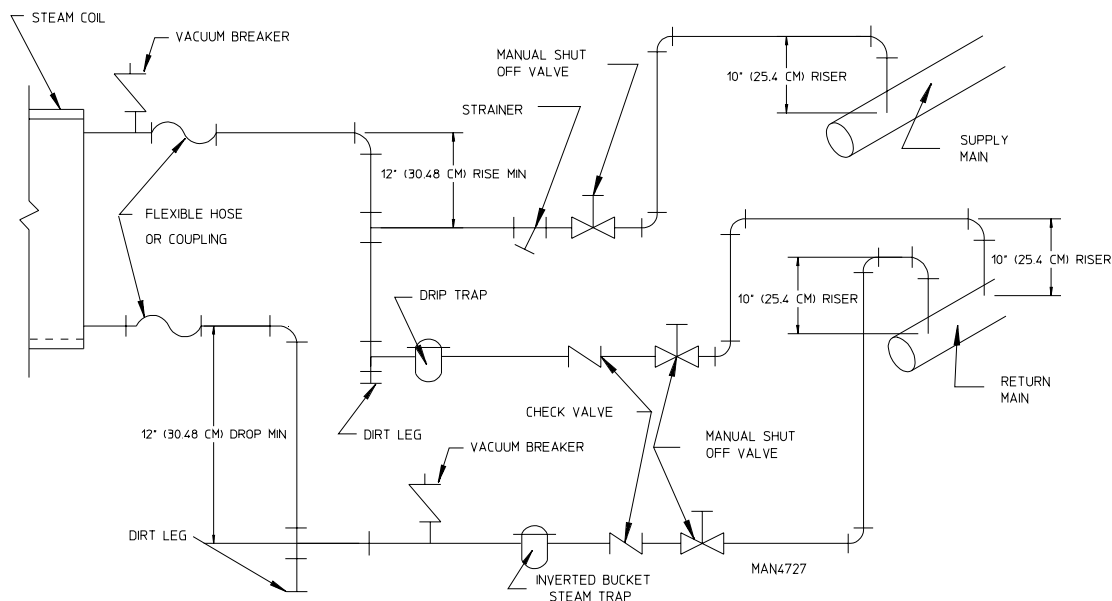 STEAM COIL
VACUUM BREAKER
MANUAL SHUT
OFF VALVE
10" (25.4 CM) RISER
STRAINER
SUPPLY
MAIN
12" (30.48 CM) RISE MIN
FLEXIBLE HOSE
OR COUPLING
10" (25.4 CM) RISER
DRIP TRAP
10" (25.4 CM) RISER
RETURN
MAIN
CHECK VALVE
12" (30.48 CM) DROP MIN
DIRT LEG
MANUAL SHUT
OFF VALVE
VACUUM BREAKER
DIRT LEG
MAN4727
INVERTED BUCKET
STEAM TRAP